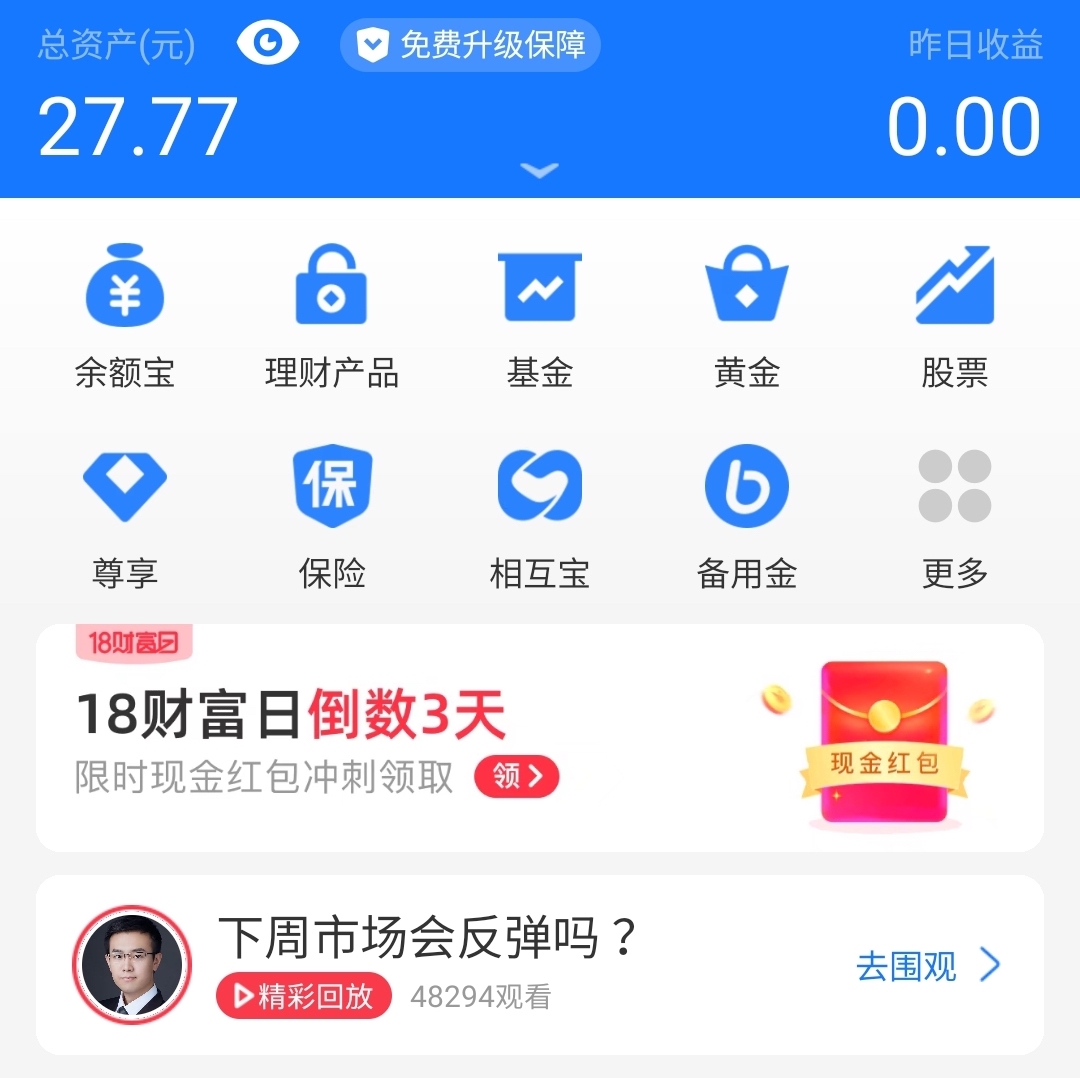 总资产(元) 免费升级保障 昨日收益
27.77 0.00
¥
余额宝 理财产品 基金 黄金 股票
保 b
尊享 保险 相互宝 备用金 更多
18财富日
18财富日倒数3天
限时现金红包冲刺领取 领
现金红包
下周市场会反弹吗？
精彩回放 48294观看
去围观